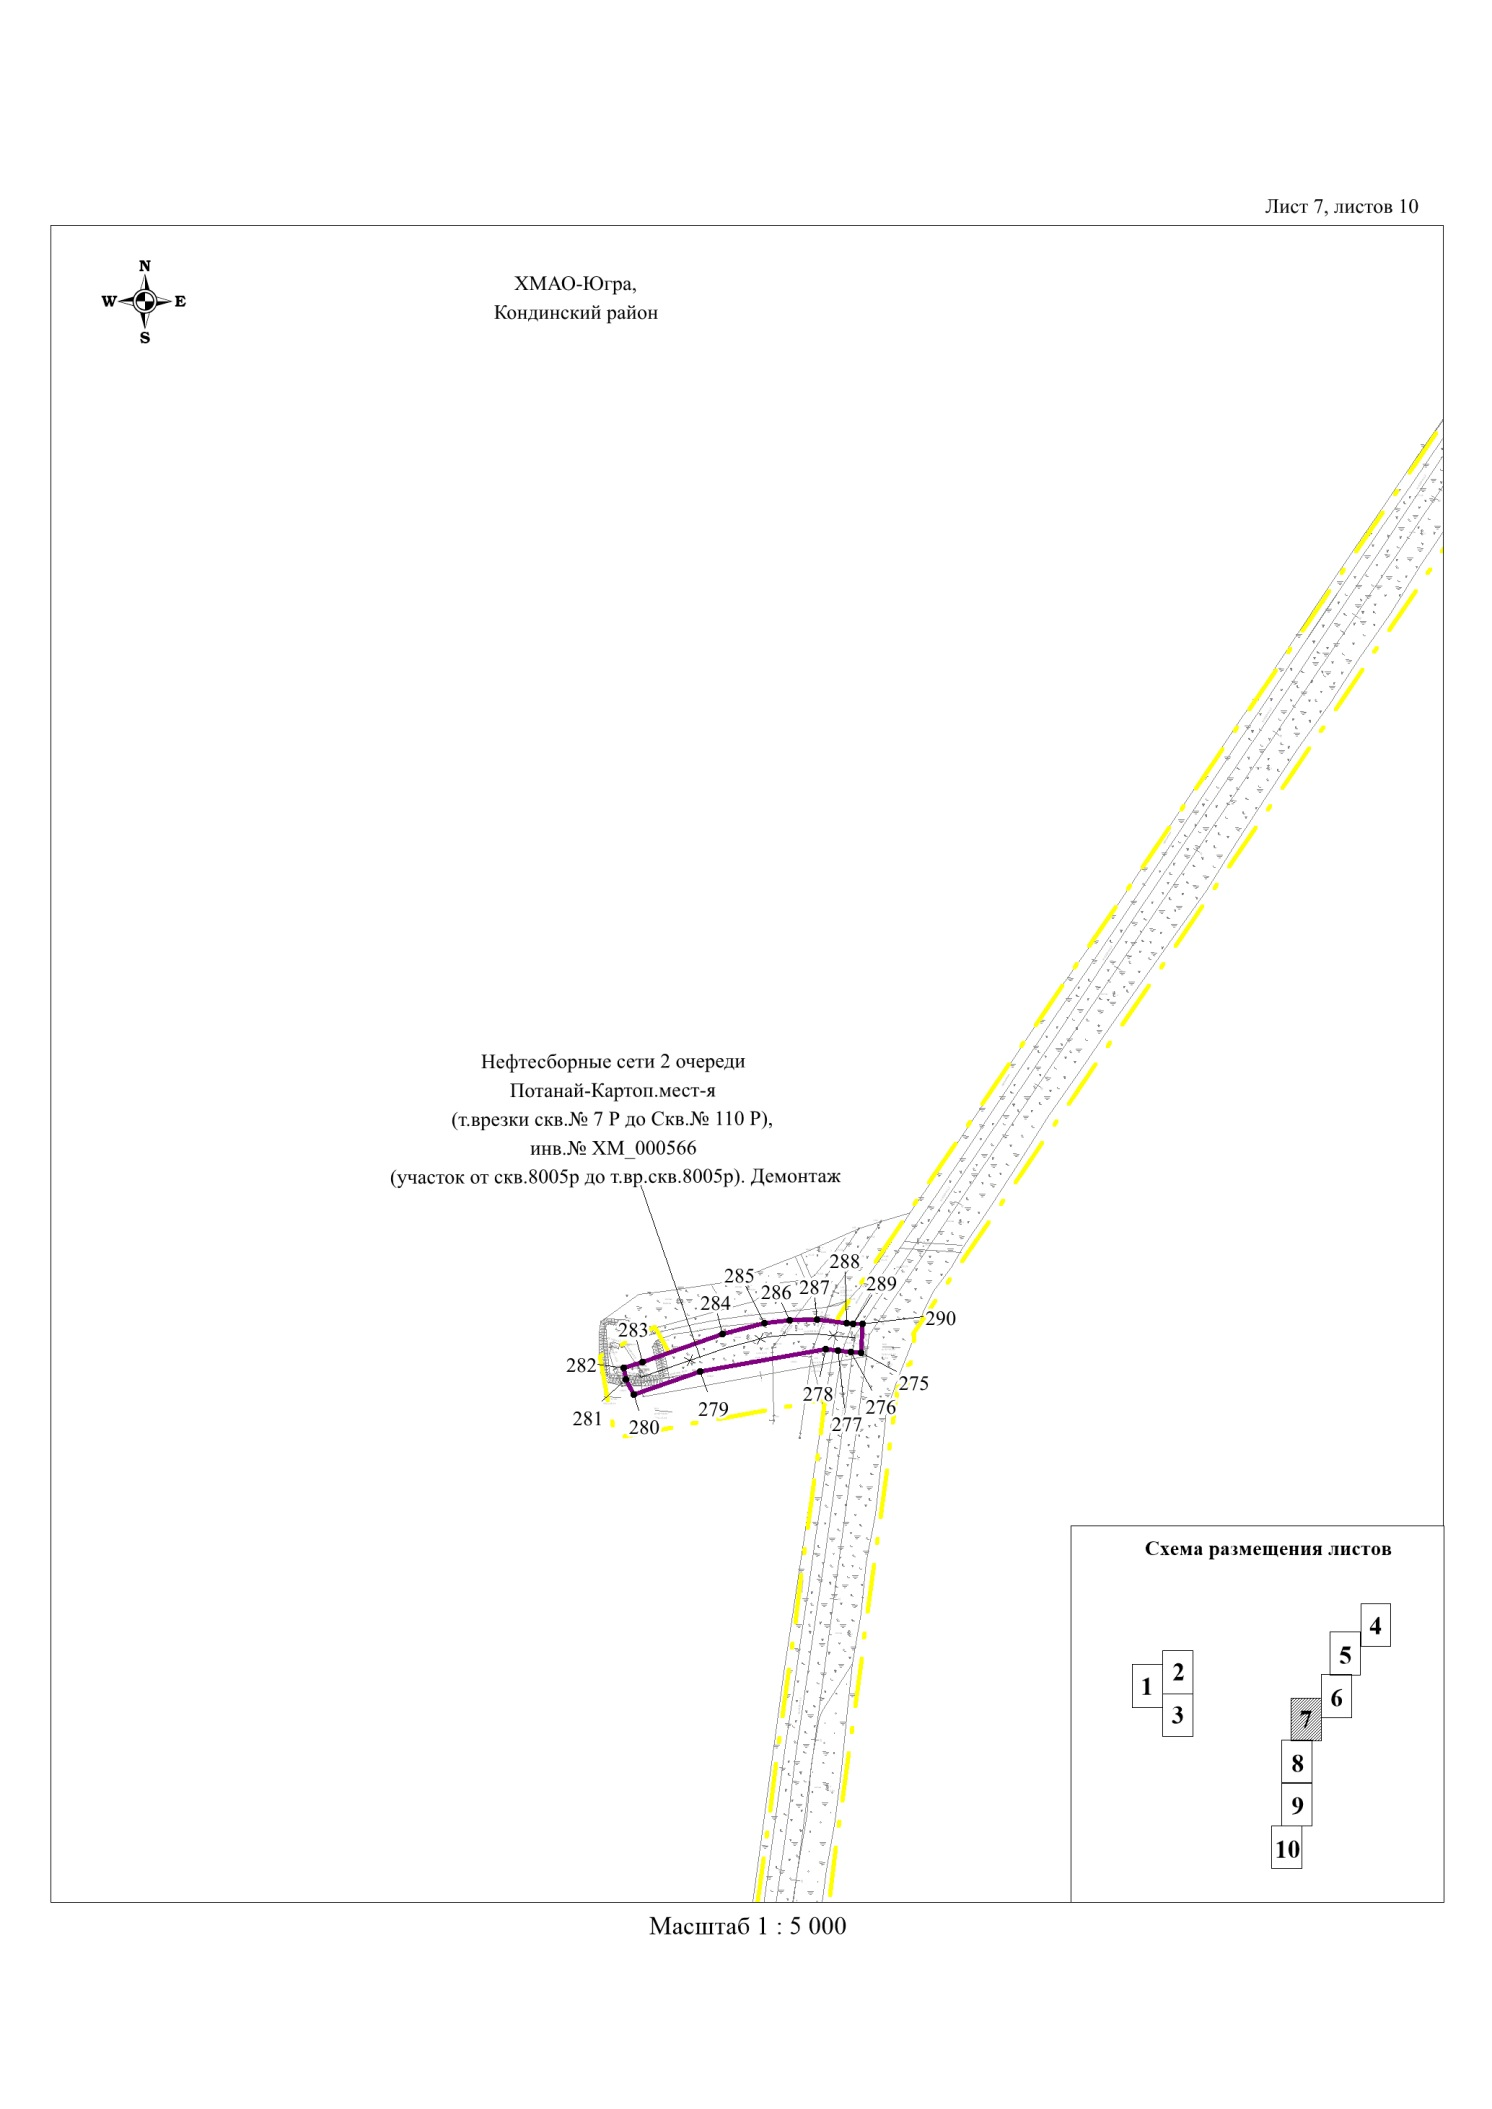 Лист 7, листов 10
N
W E
S
ХМАО-Югра,
Кондинский район
Нефтесборные сети 2 очереди
Потанай-Картоп.мест-я
(т.врезки скв.№ 7 Р до Скв.№ 110 Р),
инв.№ ХМ_000566
(участок от скв.8005р до т.вр.скв.8005р). Демонтаж
288
285
289
286
287
284
290
283
282
275
278
276
279
281
277
280
Схема размещения листов
4
5
2
1
6
3
7
8
9
10
Масштаб 1 : 5 000